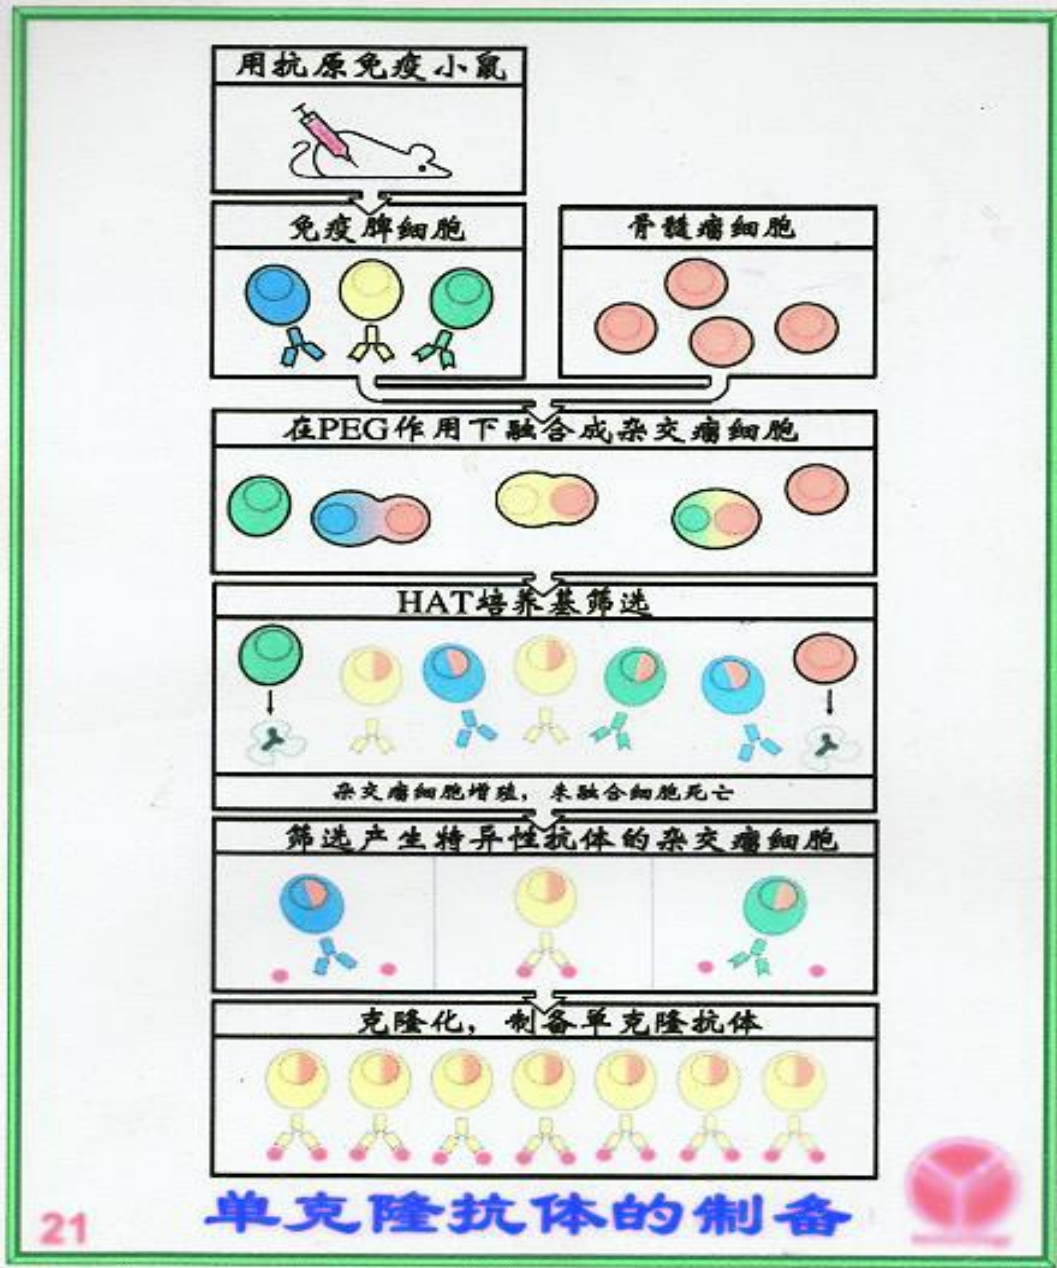 用抗原免疫小鼠
免疫脾细胞
骨髓瘤细胞
在PEG作用下融合成杂交瘤细胞
HAT培养基筛选
杂交瘤细胞增殖，未融合细胞死亡
筛选产生特异性抗体的杂交瘤细胞
克隆化，制备单克隆抗体
21
单克隆抗体的制备